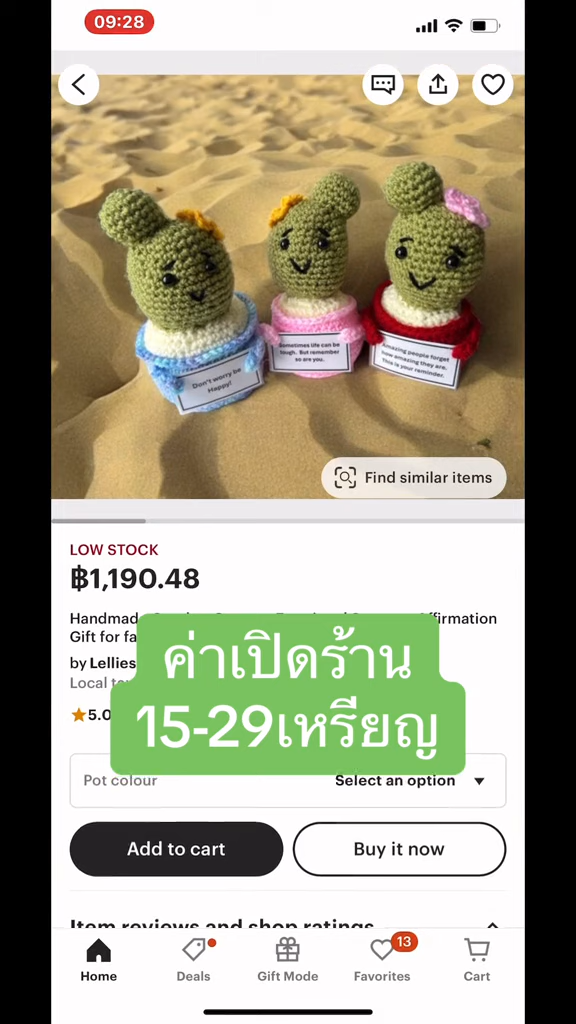 09:28
Don't worry be
Happy!
Sometimes life can be
tough. But remember
so are you.
Amazing people forget
how amazing they are.
This is your reminder.
Find similar items
LOW STOCK
฿1,190.48
Gift for
by Lellies
Local
5.0
ค่าเปิดร้าน
15-29เหรียญ
Pot colour
Select an option
Add to cart
Buy it now
Item reviews and shop ratings
Home
Deals
Gift Mode
13
Favorites
Cart